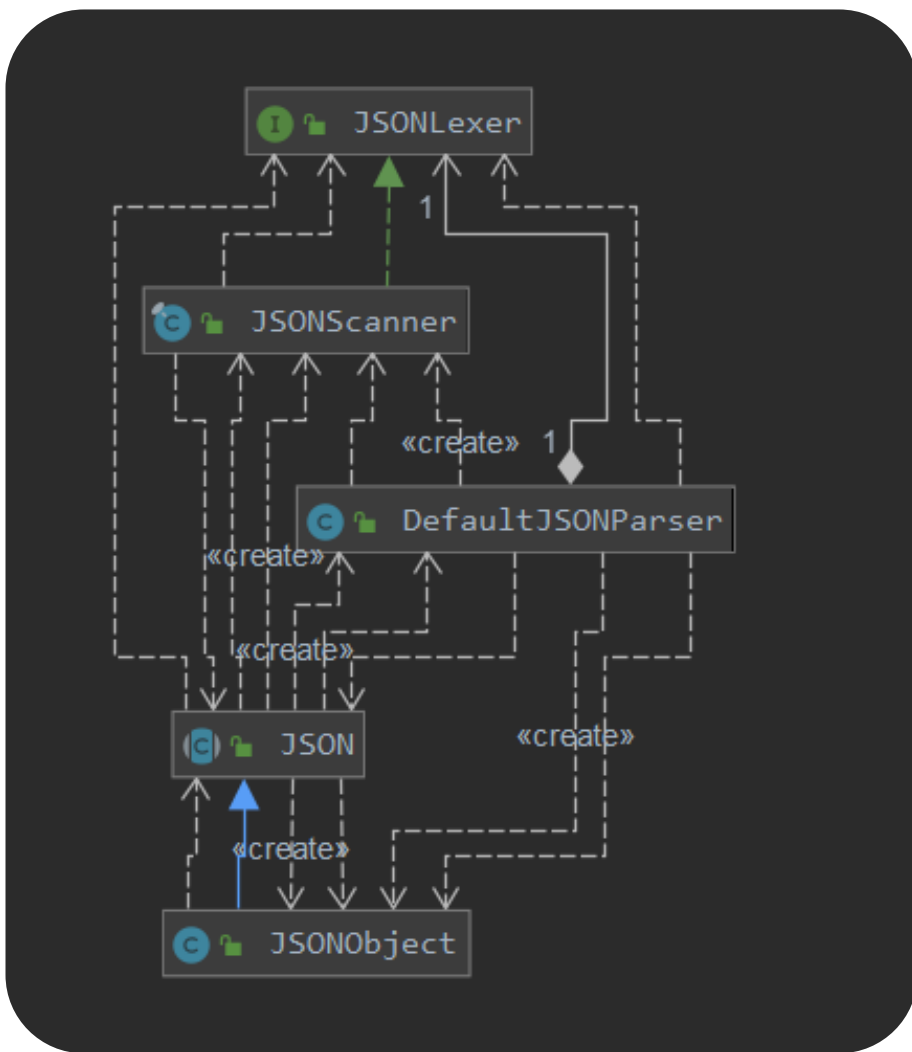 JSONLexer
1
JSONScanner
«create» 1
DefaultJSONParser
«create»
«create»
JSON
«create»
«create»
JSONObject